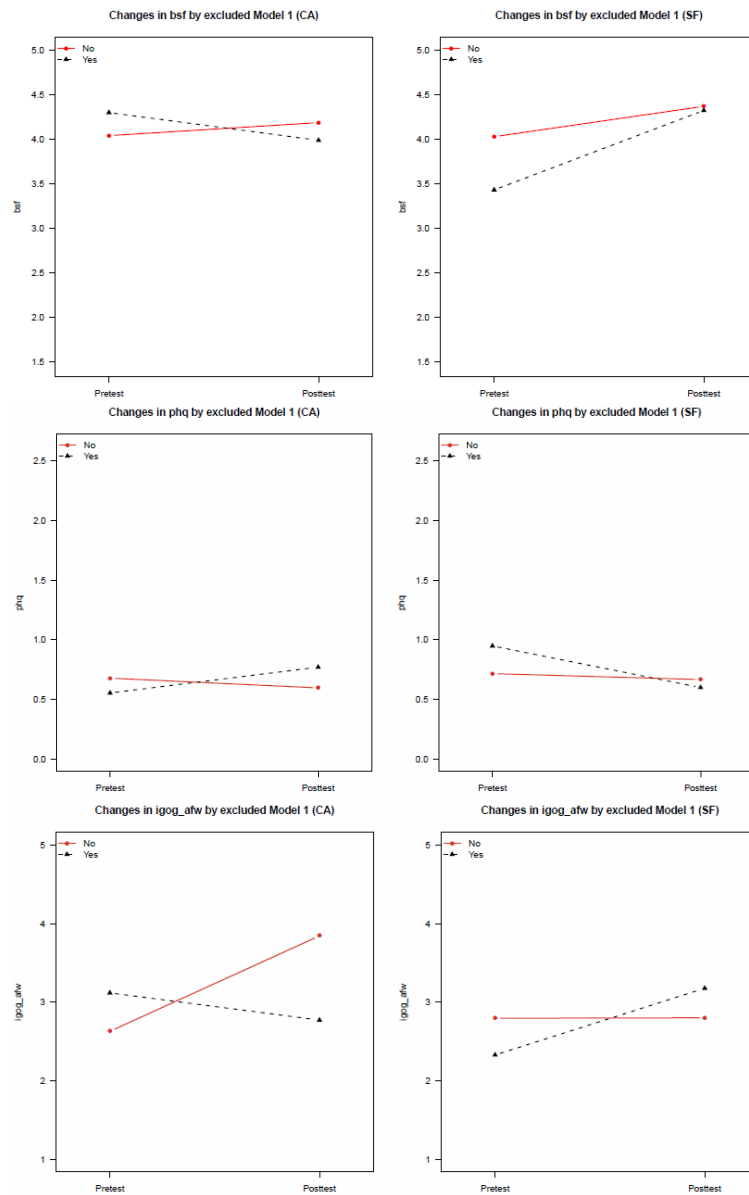 Changes in bsf by excluded Model 1 (CA)
No
Yes
5.0
4.5
4.0
3.5
3.0
2.5
2.0
1.5
bsf
Pretest
Posttest
Changes in bsf by excluded Model 1 (SF)
No
Yes
5.0
4.5
4.0
3.5
3.0
2.5
2.0
1.5
bsf
Pretest
Posttest
Changes in phq by excluded Model 1 (CA)
No
Yes
2.5
2.0
1.5
1.0
0.5
0.0
phq
Pretest
Posttest
Changes in phq by excluded Model 1 (SF)
No
Yes
2.5
2.0
1.5
1.0
0.5
0.0
phq
Pretest
Posttest
Changes in igog_afw by excluded Model 1 (CA)
No
Yes
5
4
3
2
1
igog_afw
Pretest
Posttest
Changes in igog_afw by excluded Model 1 (SF)
No
Yes
5
4
3
2
1
igog_afw
Pretest
Posttest